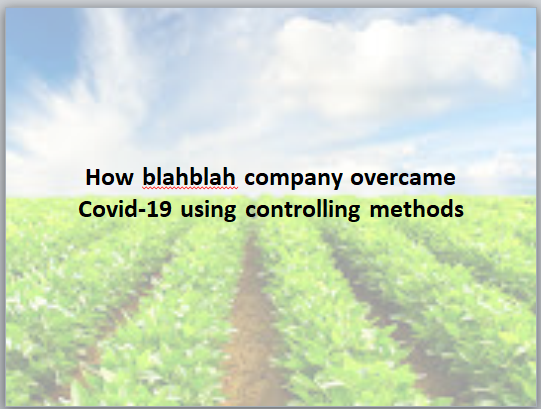 How blahblah company overcame
Covid-19 using controlling methods